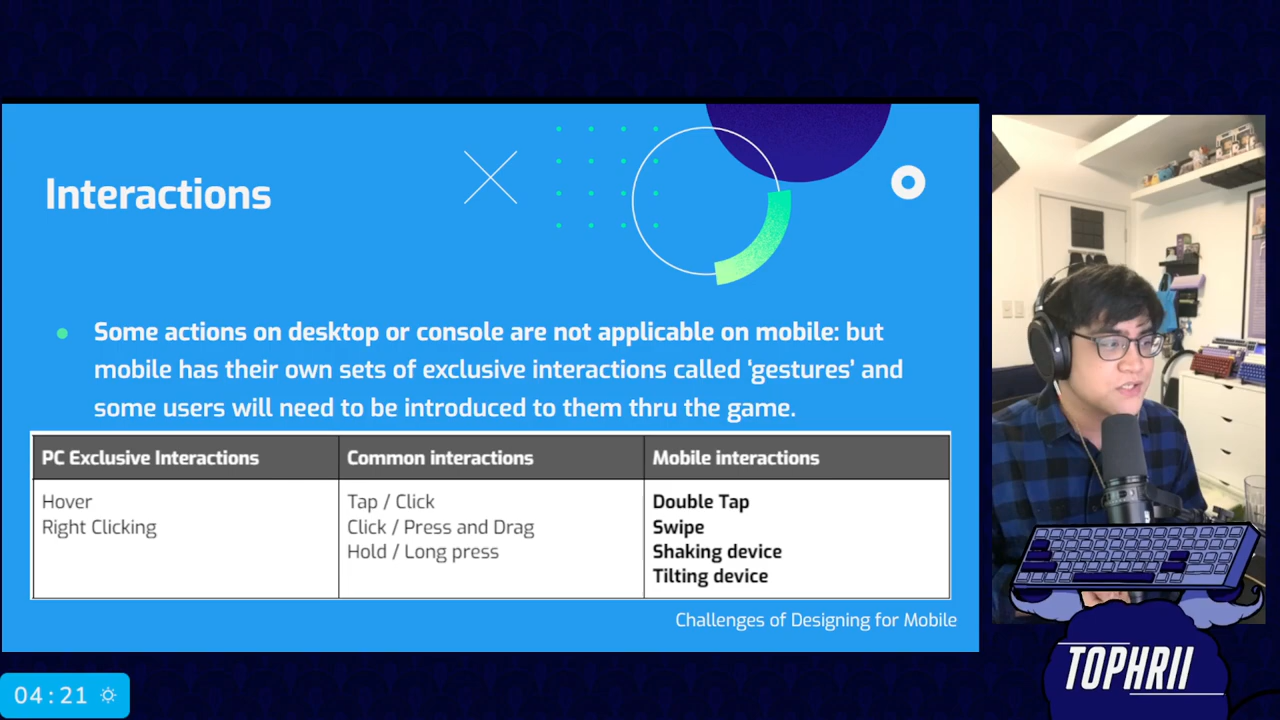 Interactions
Some actions on desktop or console are not applicable on mobile: but
mobile has their own sets of exclusive interactions called ‘gestures’ and
some users will need to be introduced to them thru the game.
PC Exclusive Interactions
Common interactions
Mobile interactions
Hover
Right Clicking
Tap / Click
Click / Press and Drag
Hold / Long press
Double Tap
Swipe
Shaking device
Tilting device
Challenges of Designing for Mobile
04:21
TOPHRII